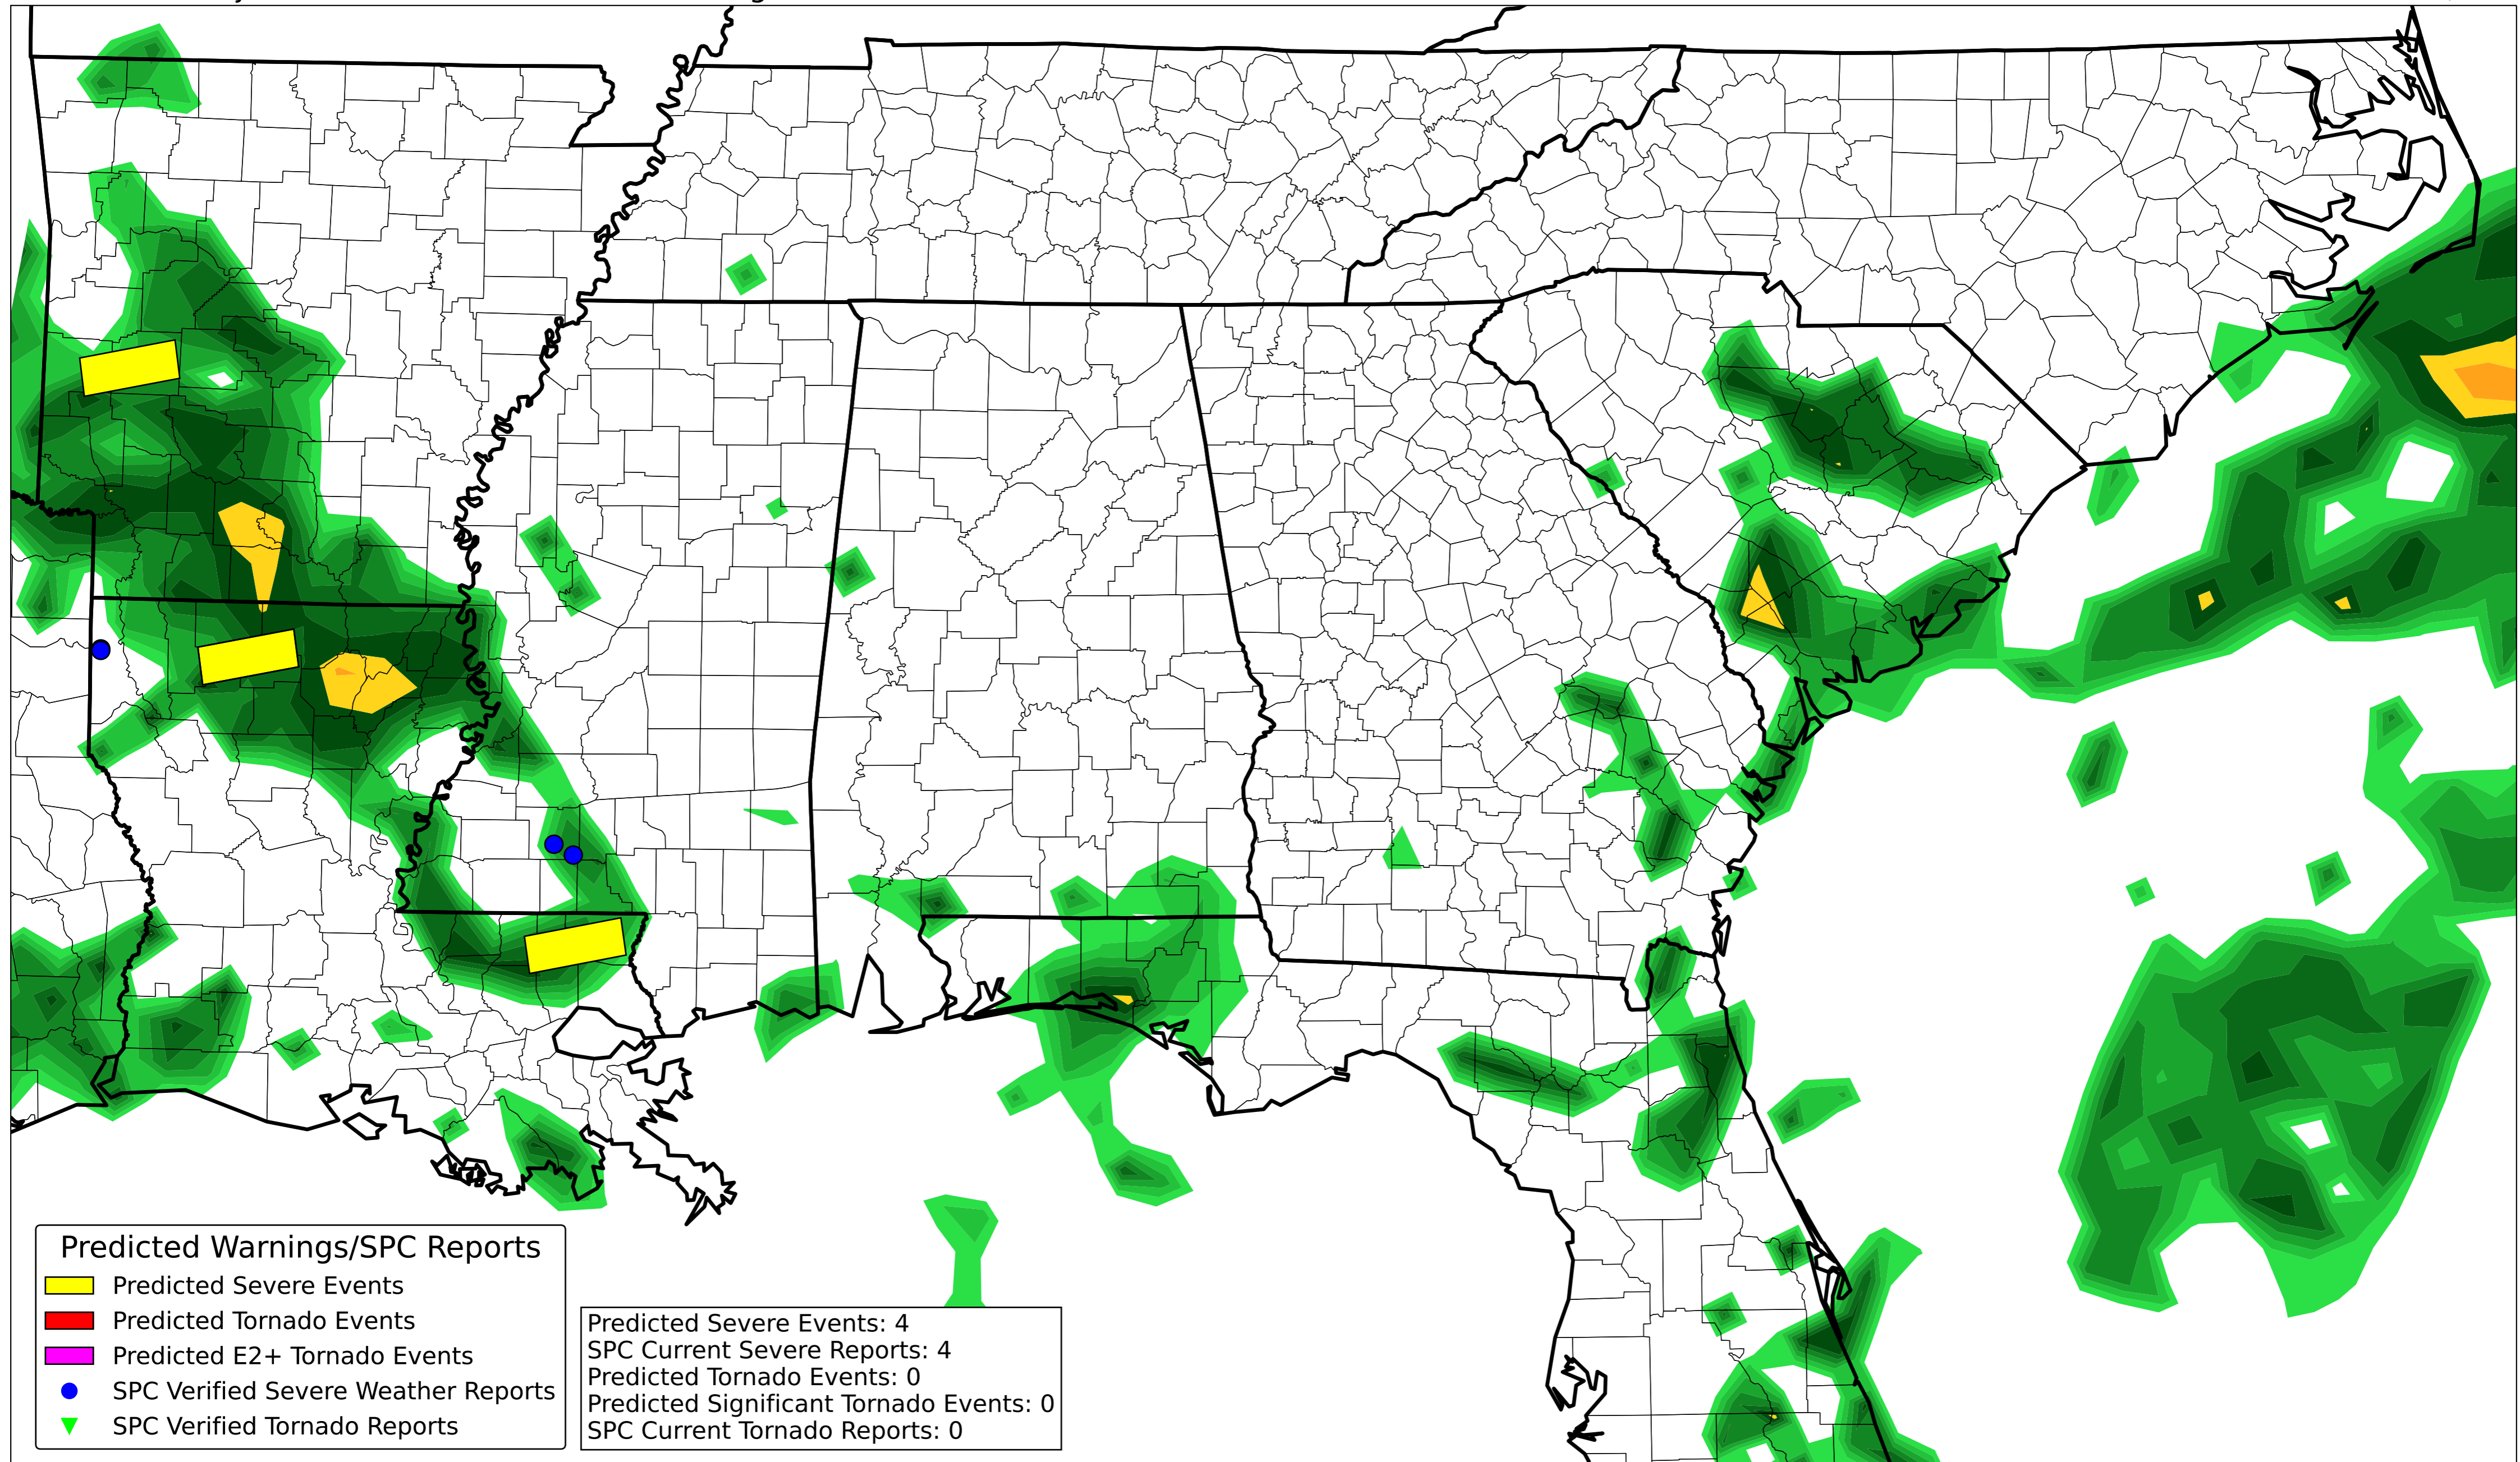 Predicted Warnings/SPC Reports
Predicted Severe Events
Predicted Tornado Events
Predicted E2+ Tornado Events
SPC Verified Severe Weather Reports
SPC Verified Tornado Reports
Predicted Severe Events: 4
SPC Current Severe Reports: 4
Predicted Tornado Events: 0
Predicted Significant Tornado Events: 0
SPC Current Tornado Reports: 0